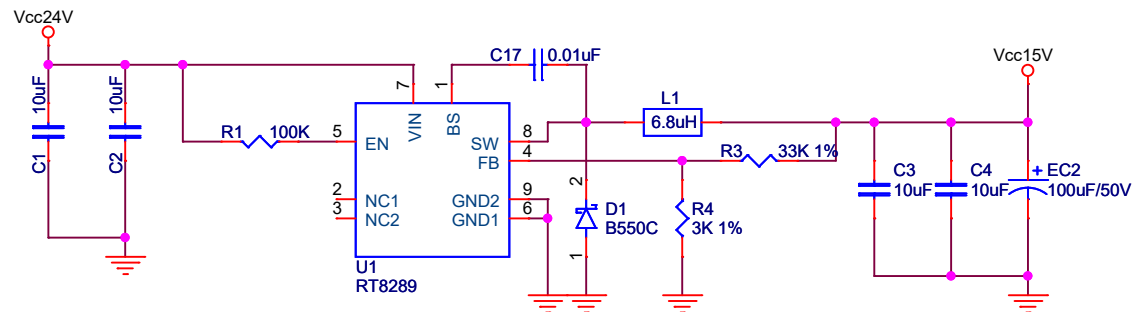 Vcc24V
C17 0.01uF
Vcc15V
10uF
10uF
7
1
L1
6.8uH
R1 100K
5
EN
VIN
BS
SW
8
FB
4
R3 33K 1%
C1
C2
2
NC1
3
NC2
GND2
9
GND1
6
2
D1
B550C
1
R4
3K 1%
C3
10uF
C4
10uF
+ EC2
100uF/50V
U1
RT8289